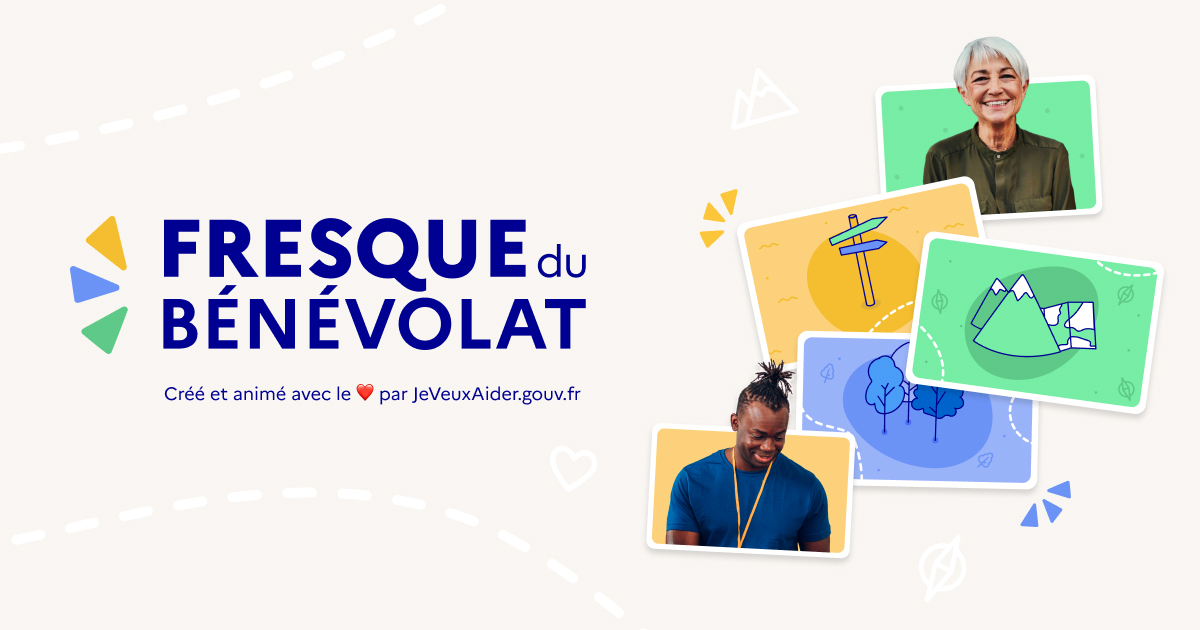 FRESQUE du
BÉNÉVOLAT
Créé et animé avec le ❤️ par JeVeuxAider.gouv.fr